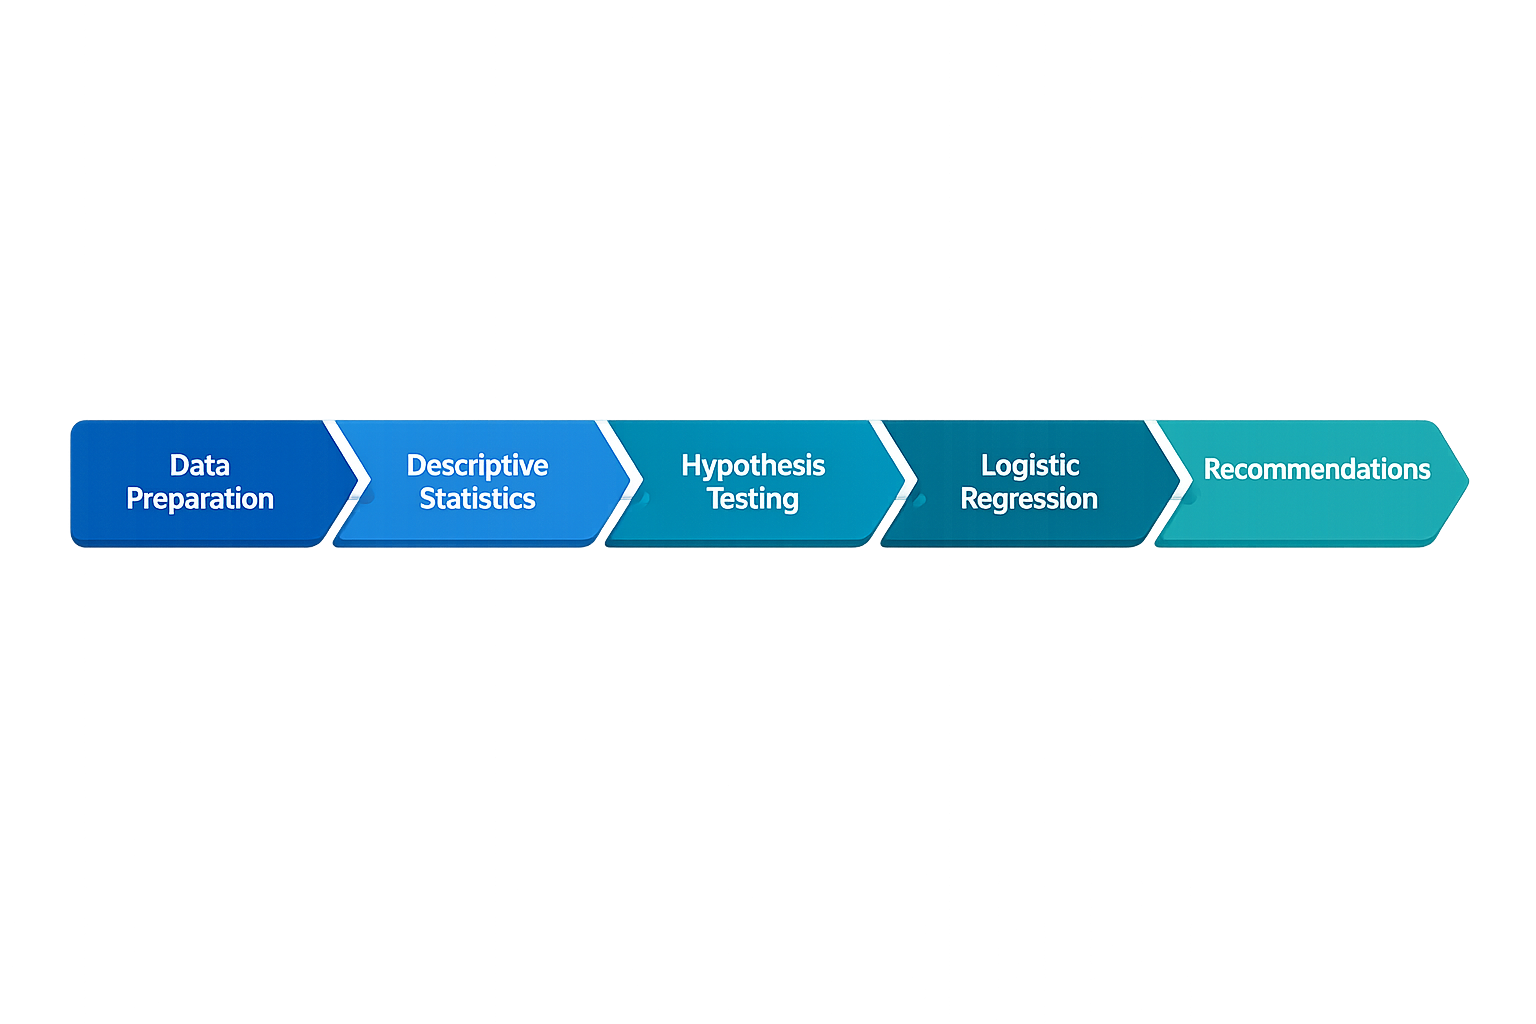 Data
Preparation
Descriptive
Statistics
Hypothesis
Testing
Logistic
Regression
Recommendations